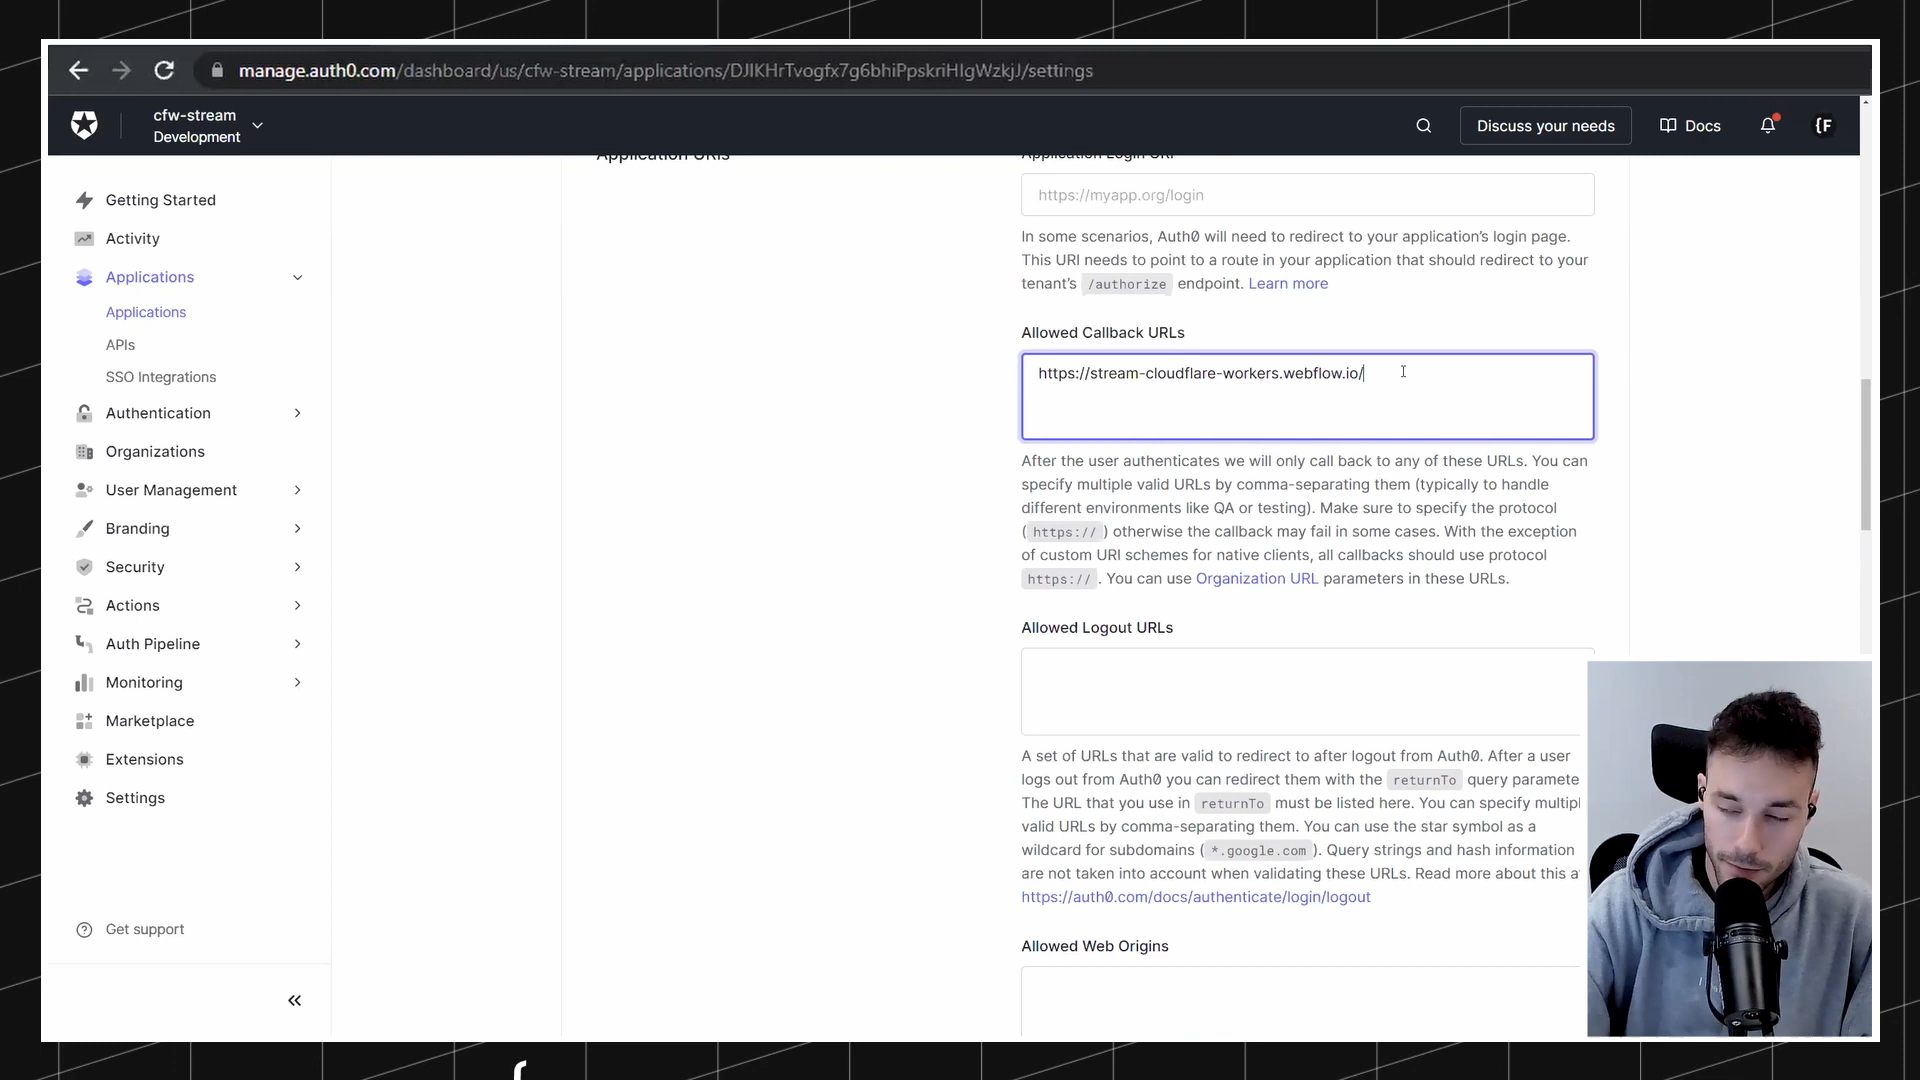 manage.auth0.com/dashboard/us/cfw-stream/applications/DJlKHrTvogfx7g6bhiPpskriHIgWzkjJ/settings
cfw-stream
Development
Discuss your needs
Docs
{F
Getting Started
Activity
Applications
Applications
APIs
SSO Integrations
Authentication
Organizations
User Management
Branding
Security
Actions
Auth Pipeline
Monitoring
Marketplace
Extensions
Settings
Get support
Application URIs
Application Login URI
https://myapp.org/login
In some scenarios, Auth0 will need to redirect to your application's login page.
This URI needs to point to a route in your application that should redirect to your
tenant's /authorize endpoint. Learn more
Allowed Callback URLs
https://stream-cloudflare-workers.webflow.io/
After the user authenticates we will only call back to any of these URLs. You can
specify multiple valid URLs by comma-separating them (typically to handle
different environments like QA or testing). Make sure to specify the protocol
( https:// ) otherwise the callback may fail in some cases. With the exception
of custom URI schemes for native clients, all callbacks should use protocol
https:// . You can use Organization URL parameters in these URLs.
Allowed Logout URLs
A set of URLs that are valid to redirect to after logout from Auth0. After a user
logs out from Auth0 you can redirect them with the returnTo query paramete
The URL that you use in returnTo must be listed here. You can specify multipl
valid URLs by comma-separating them. You can use the star symbol as a
wildcard for subdomains ( *.google.com ). Query strings and hash information
are not taken into account when validating these URLs. Read more about this a
https://auth0.com/docs/authenticate/login/logout
Allowed Web Origins
{